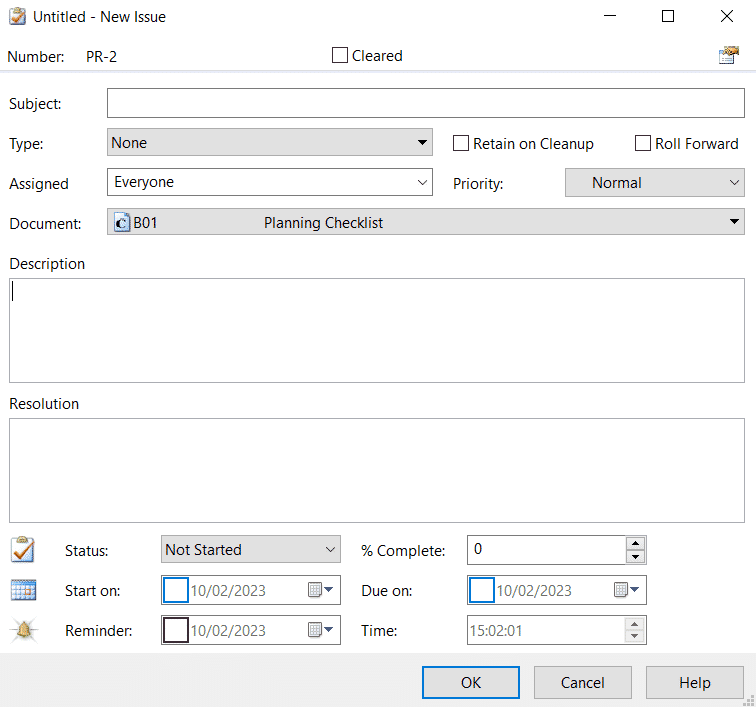 Untitled - New Issue
Number: PR-2 Cleared
Subject:
Type: None Retain on Cleanup Roll Forward
Assigned Everyone Priority: Normal
Document: B01 Planning Checklist
Description
Resolution
Status: Not Started % Complete: 0
Start on: 10/02/2023 Due on: 10/02/2023
Reminder: 10/02/2023 Time: 15:02:01
OK Cancel Help